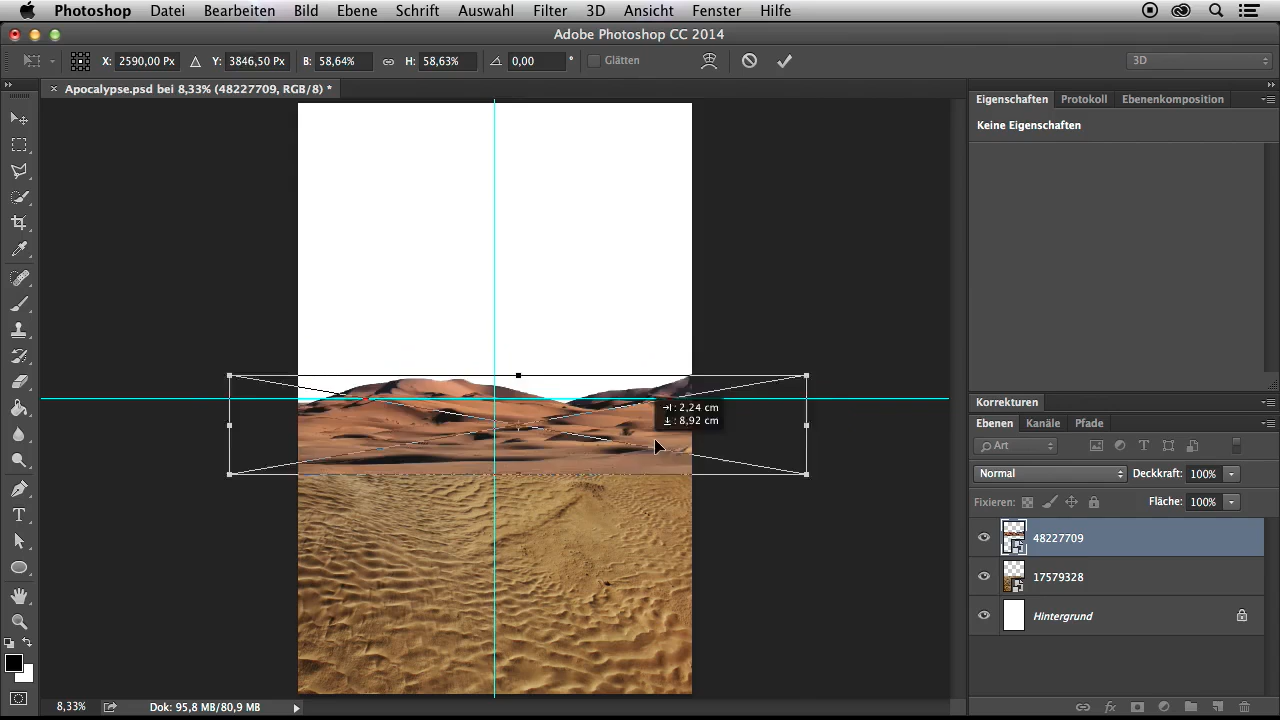 Photoshop Datei Bearbeiten Bild Ebene Schrift Auswahl Filter 3D Ansicht Fenster Hilfe
Adobe Photoshop CC 2014
X: 2590,00 Px Y: 3846,50 Px B: 58,64% H: 58,63% 0,00 ° Glätten 3D
× Apocalypse.psd bei 8,33% (48227709, RGB/8) *
Eigenschaften Protokoll Ebenenkomposition
Keine Eigenschaften
→|: 2,24 cm
↓: 8,92 cm
Korrekturen
Ebenen Kanäle Pfade
Art
Normal Deckkraft: 100%
Fixieren: Fläche: 100%
48227709
17579328
Hintergrund
8,33% Dok: 95,8 MB/80,9 MB
fx